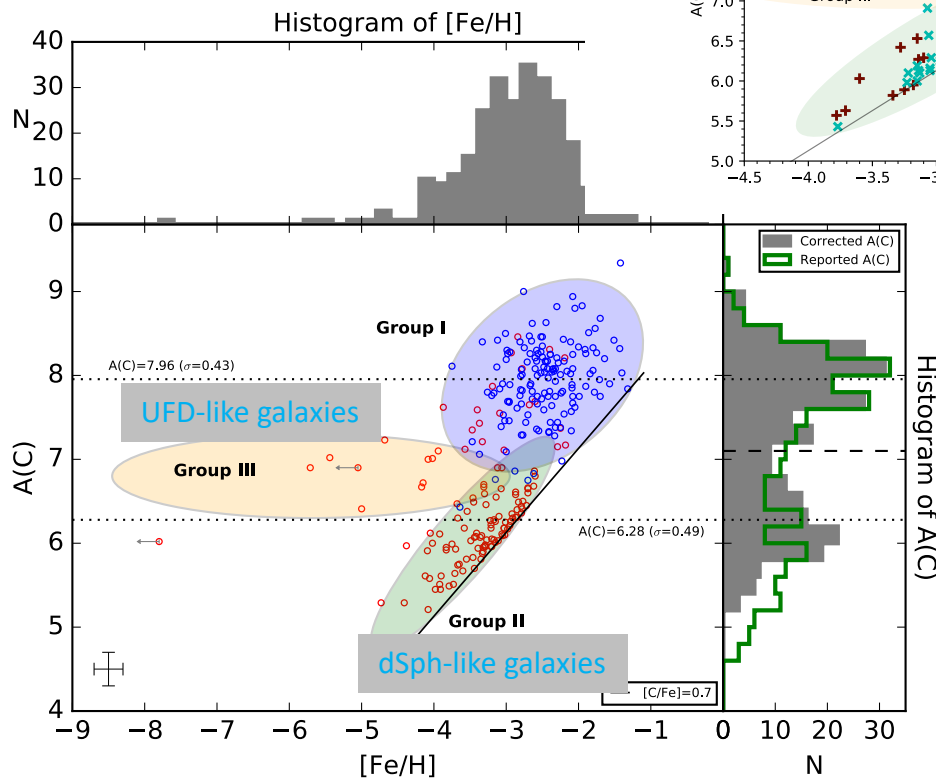 Histogram of [Fe/H]
40
30
20
10
0
N
A(C)
7.0
6.5
6.0
5.5
5.0
−4.5
−3.5
−3
9
8
7
6
5
4
A(C)
Group I
A(C)=7.96 (σ=0.43)
UFD-like galaxies
Group III
A(C)=6.28 (σ=0.49)
Group II
dSph-like galaxies
[C/Fe]=0.7
−9
−8
−7
−6
−5
−4
−3
−2
−1
[Fe/H]
Corrected A(C)
Reported A(C)
0
10
20
30
N
Histogram of A(C)